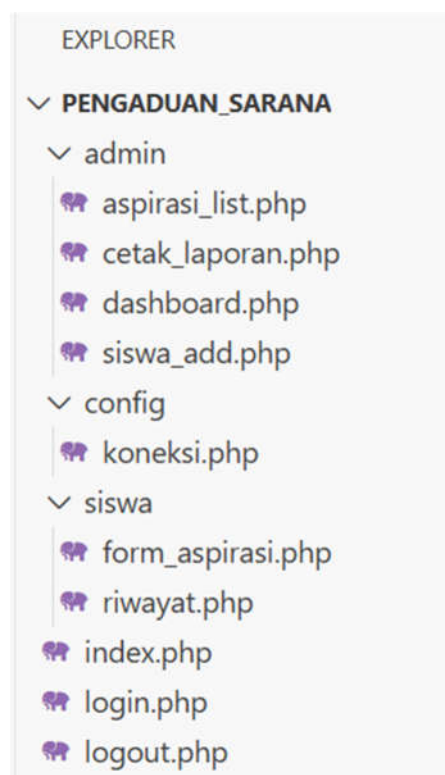 EXPLORER
PENGADUAN_SARANA
admin
aspirasi_list.php
cetak_laporan.php
dashboard.php
siswa_add.php
config
koneksi.php
siswa
form_aspirasi.php
riwayat.php
index.php
login.php
logout.php